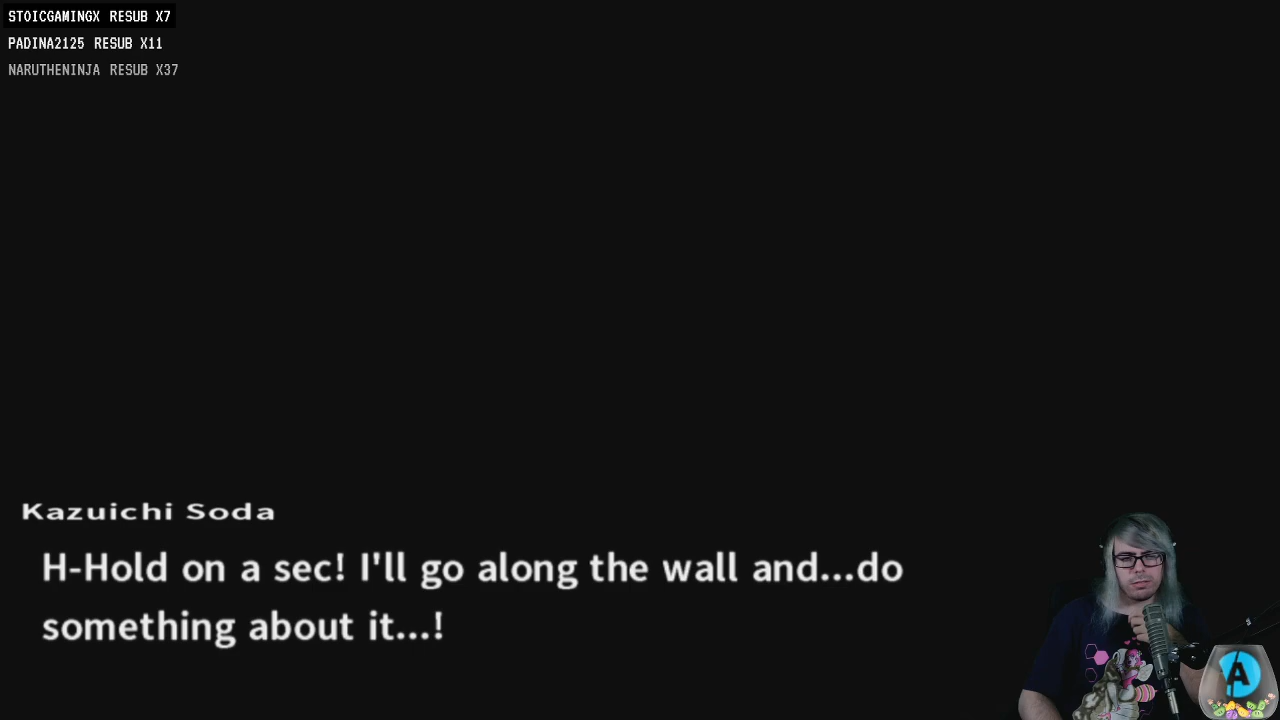 STOICGAMINGX RESUB X7
PADINA2125 RESUB X11
NARUTHENINJA RESUB X37
Kazuichi Soda
H-Hold on a sec! I'll go along the wall and...do
something about it...!
A